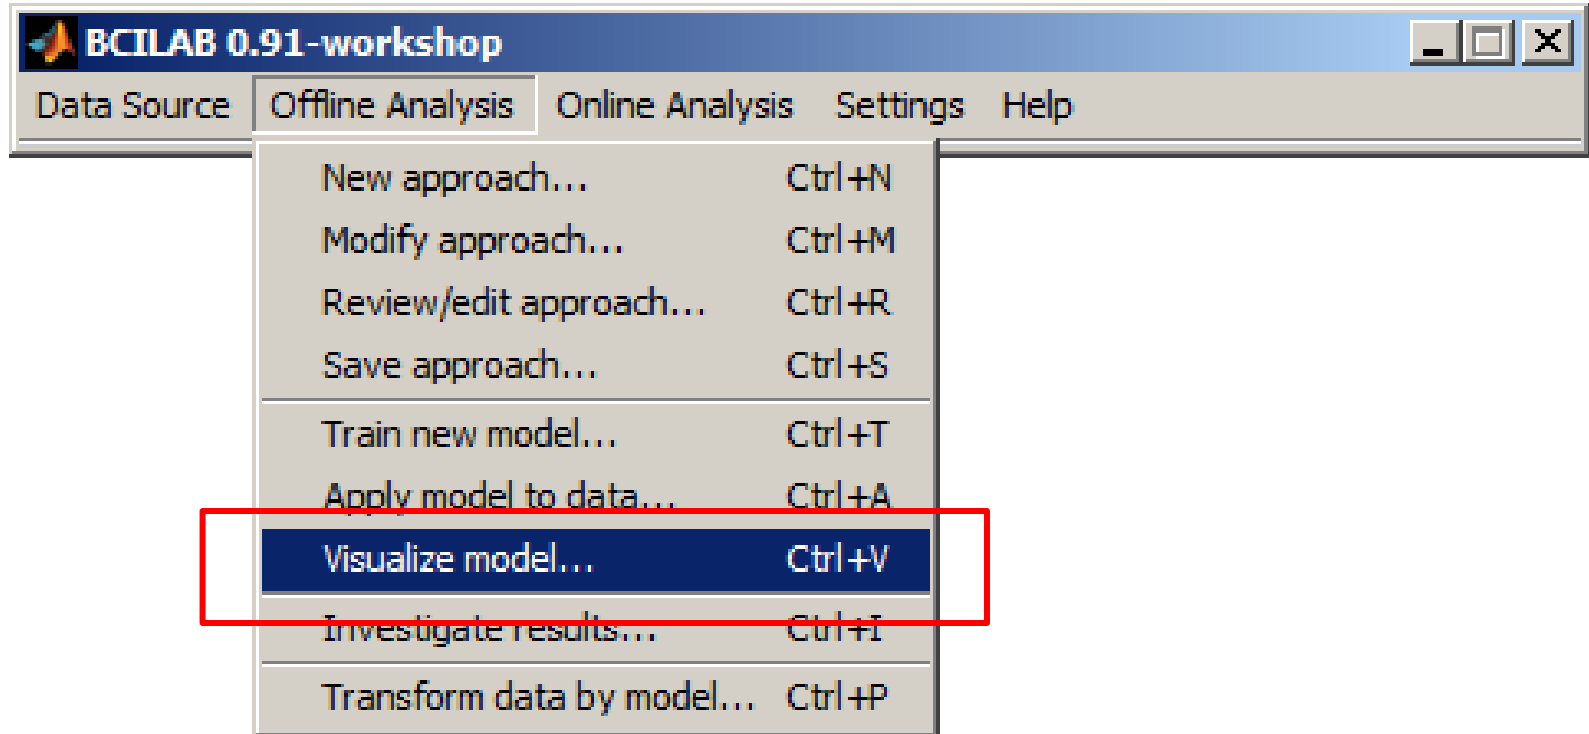 BCILAB 0.91-workshop
Data Source Offline Analysis Online Analysis Settings Help
New approach... Ctrl+N
Modify approach... Ctrl+M
Review/edit approach... Ctrl+R
Save approach... Ctrl+S
Train new model... Ctrl+T
Apply model to data... Ctrl+A
Visualize model... Ctrl+V
Investigate results... Ctrl+I
Transform data by model... Ctrl+P